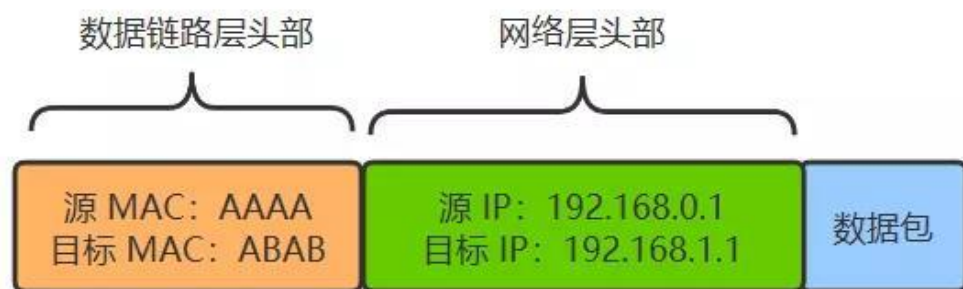 数据链路层头部
网络层头部
源 MAC：AAAA
目标 MAC：ABAB
源 IP：192.168.0.1
目标 IP：192.168.1.1
数据包